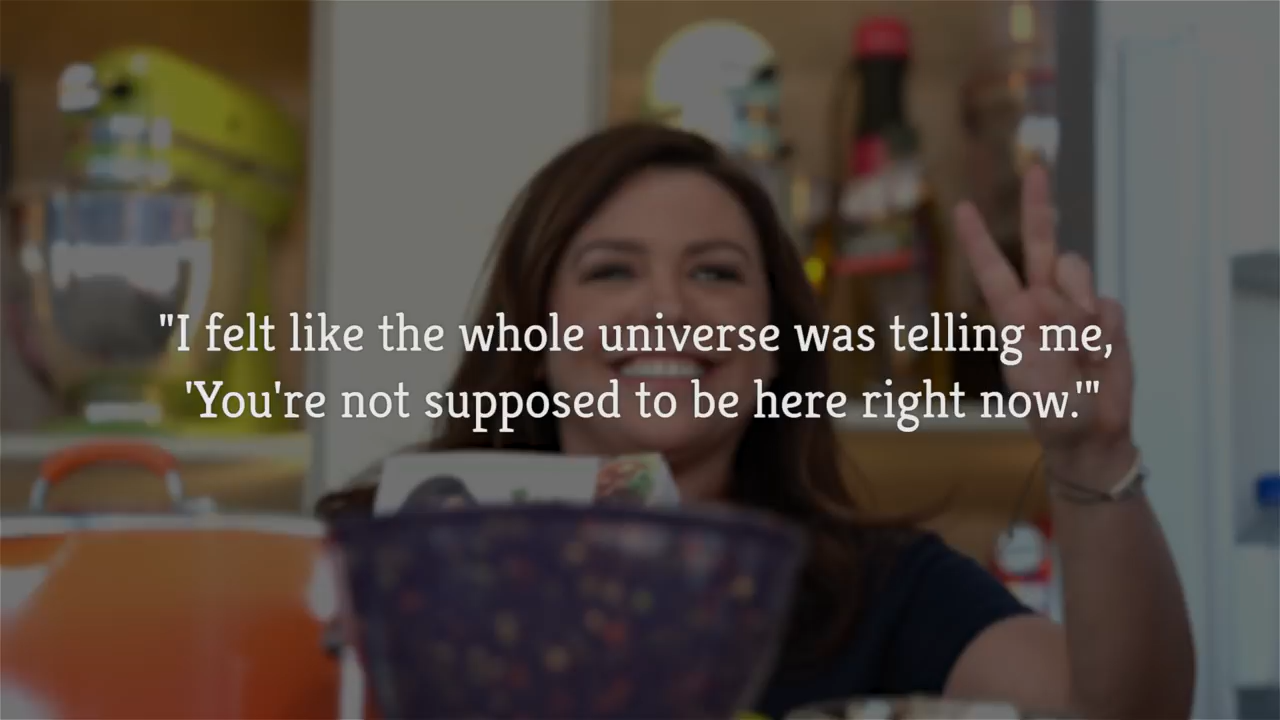 "I felt like the whole universe was telling me,
'You're not supposed to be here right now.'"